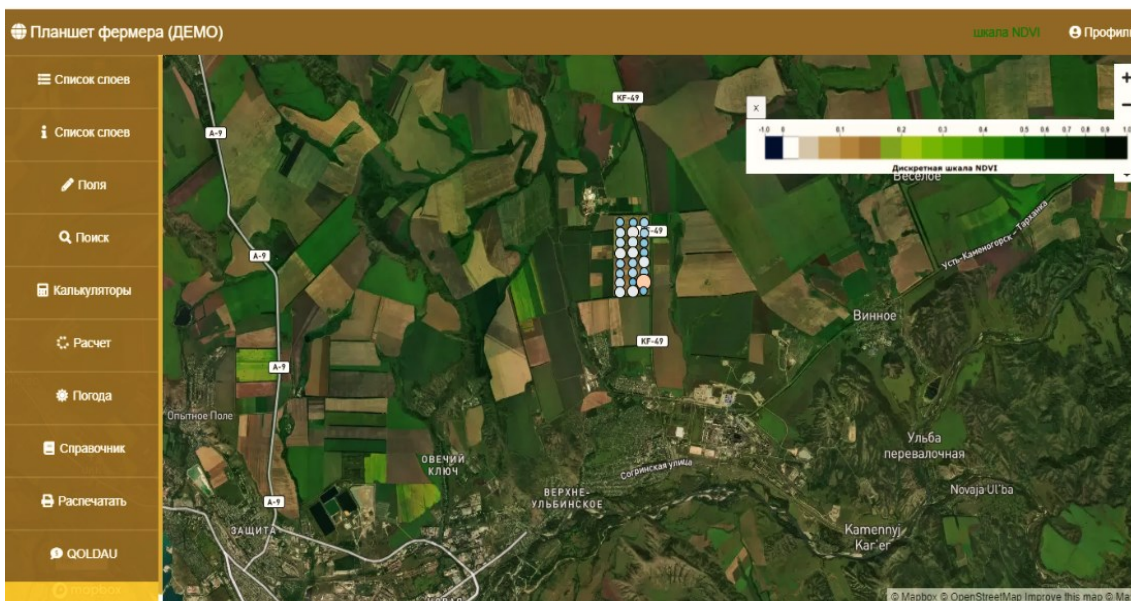 Планшет фермера (ДЕМО)
шкала NDVI
Профиль
Список слоев
Список слоев
Поля
Поиск
Калькуляторы
Расчет
Погода
Справочник
Распечатать
QOLDAU
mapbox
KF-49
A-9
x
-1.0 0 0,1 0,2 0,3 0,4 0,5 0,6 0,7 0,8 0,9 1,0
Дискретная шкала NDVI
Веселое
-49
Усть-Каменогорск - Тарханка
A-9
Винное
KF-49
A-9
Опытное Поле
Ульба
перевалочная
ОВЕЧИЙ
КЛЮЧ
Согринская улица
ВЕРХНЕ-
УЛЬБИНСКОЕ
Novaja Ul'ba
A-9
ЗАЩИТА
Kamennyj
Kar'er
© Mapbox © OpenStreetMap Improve this map © Ma